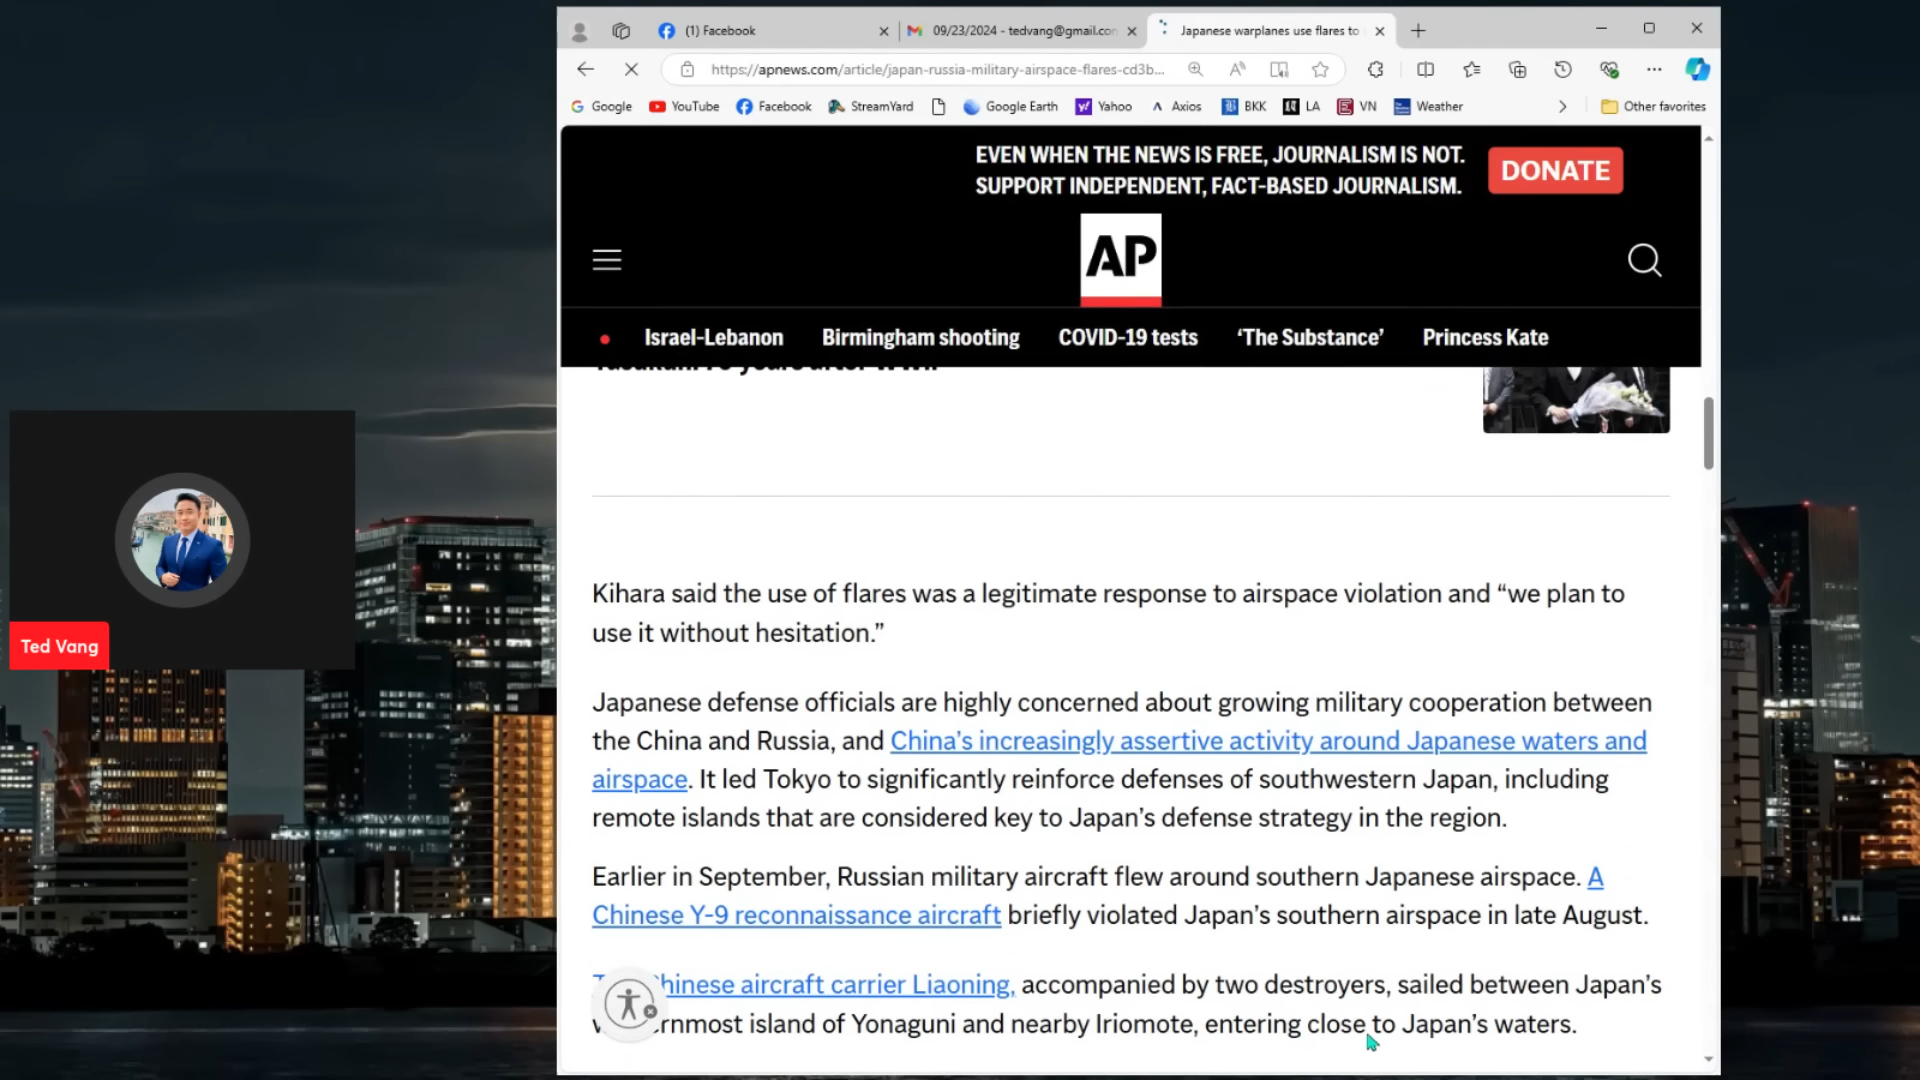 (1) Facebook
09/23/2024 - tedvang@gmail.con
Japanese warplanes use flares to
https://apnews.com/article/japan-russia-military-airspace-flares-cd3b...
Google YouTube Facebook StreamYard Google Earth Yahoo Axios BKK LA VN Weather Other favorites
EVEN WHEN THE NEWS IS FREE, JOURNALISM IS NOT.
SUPPORT INDEPENDENT, FACT-BASED JOURNALISM.
DONATE
AP
Israel-Lebanon Birmingham shooting COVID-19 tests ‘The Substance’ Princess Kate
Kihara said the use of flares was a legitimate response to airspace violation and “we plan to
use it without hesitation.”
Japanese defense officials are highly concerned about growing military cooperation between
the China and Russia, and China’s increasingly assertive activity around Japanese waters and
airspace. It led Tokyo to significantly reinforce defenses of southwestern Japan, including
remote islands that are considered key to Japan’s defense strategy in the region.
Earlier in September, Russian military aircraft flew around southern Japanese airspace. A
Chinese Y-9 reconnaissance aircraft briefly violated Japan’s southern airspace in late August.
hinese aircraft carrier Liaoning, accompanied by two destroyers, sailed between Japan’s
rnmost island of Yonaguni and nearby Iriomote, entering close to Japan’s waters.
Ted Vang